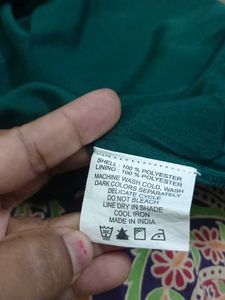 SHELL : 100 % POLYESTER
LINING : 100 % POLYESTER
MACHINE WASH COLD, WASH
DARK COLORS SEPARATELY
DELICATE CYCLE
DO NOT BLEACH
LINE DRY IN SHADE
COOL IRON
MADE IN INDIA